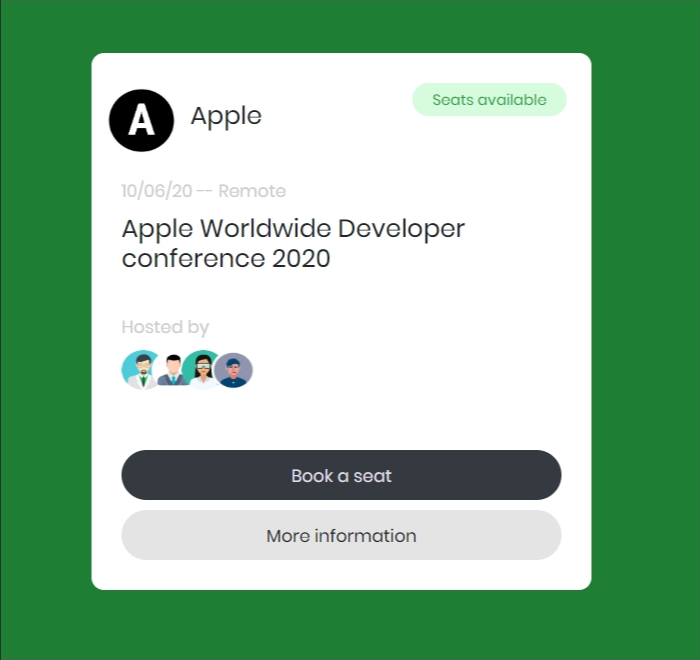 A
Apple
Seats available
10/06/20 -- Remote
Apple Worldwide Developer
conference 2020
Hosted by
Book a seat
More information